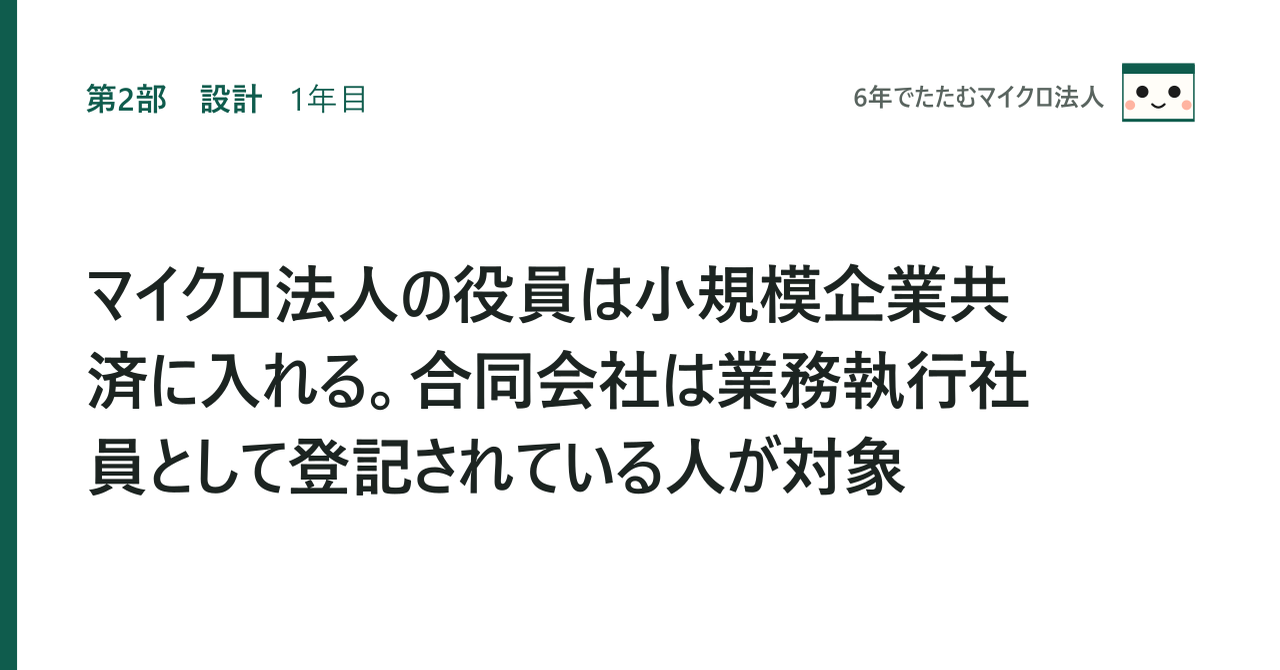 第2部　設計　1年目
6年でたたむマイクロ法人
マイクロ法人の役員は小規模企業共
済に入れる。合同会社は業務執行社
員として登記されている人が対象